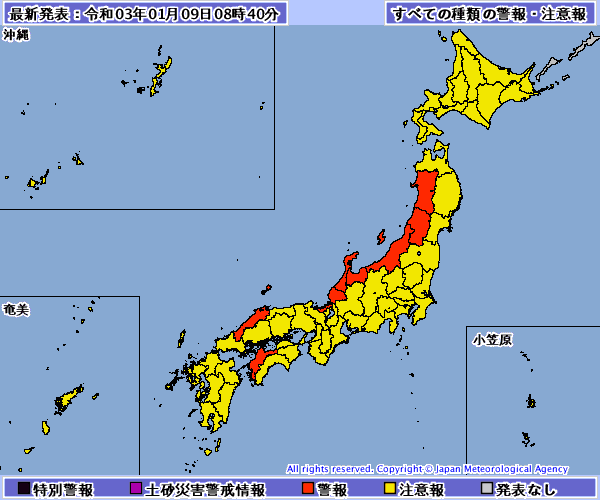 最新発表：令和03年01月09日08時40分
すべての種類の警報・注意報
沖縄
奄美
小笠原
All rights reserved. Copyright © Japan Meteorological Agency
特別警報 土砂災害警戒情報 警報 注意報 発表なし